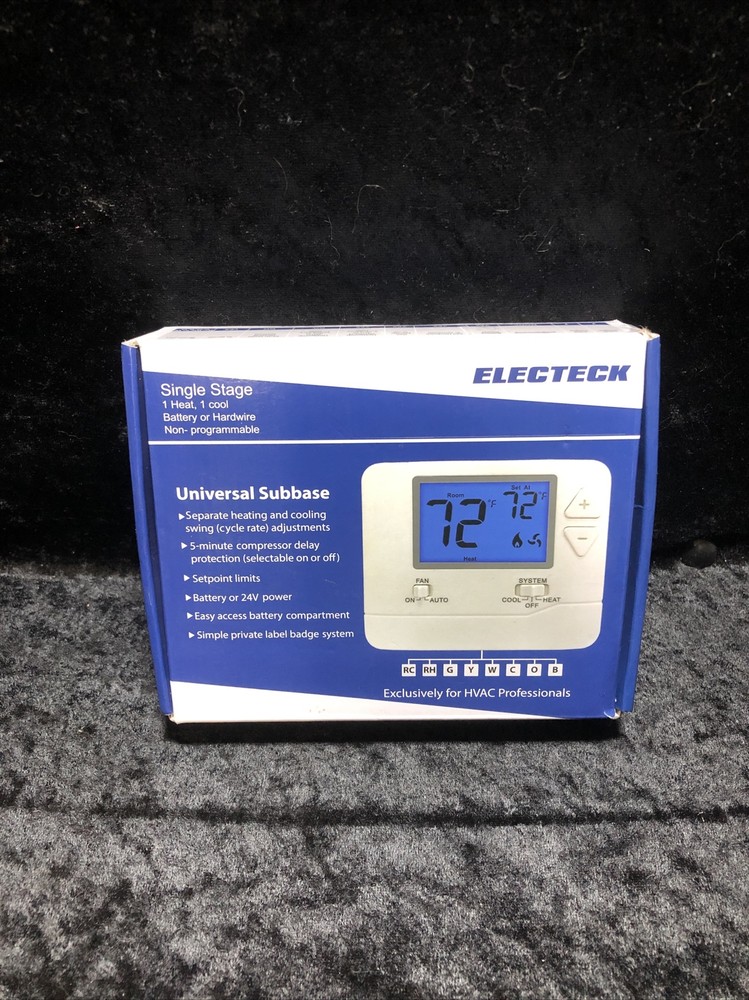 ELECTECK
Single Stage
1 Heat, 1 cool
Battery or Hardwire
Non- programmable
Universal Subbase
▸Separate heating and cooling
swing (cycle rate) adjustments
▸5-minute compressor delay
protection (selectable on or off)
▸Setpoint limits
▸Battery or 24V power
▸Easy access battery compartment
▸Simple private label badge system
Room
72°F
Set At
72°F
Heat
+
−
FAN
ON AUTO
SYSTEM
COOL HEAT
OFF
RC RH G Y W C O B
Exclusively for HVAC Professionals